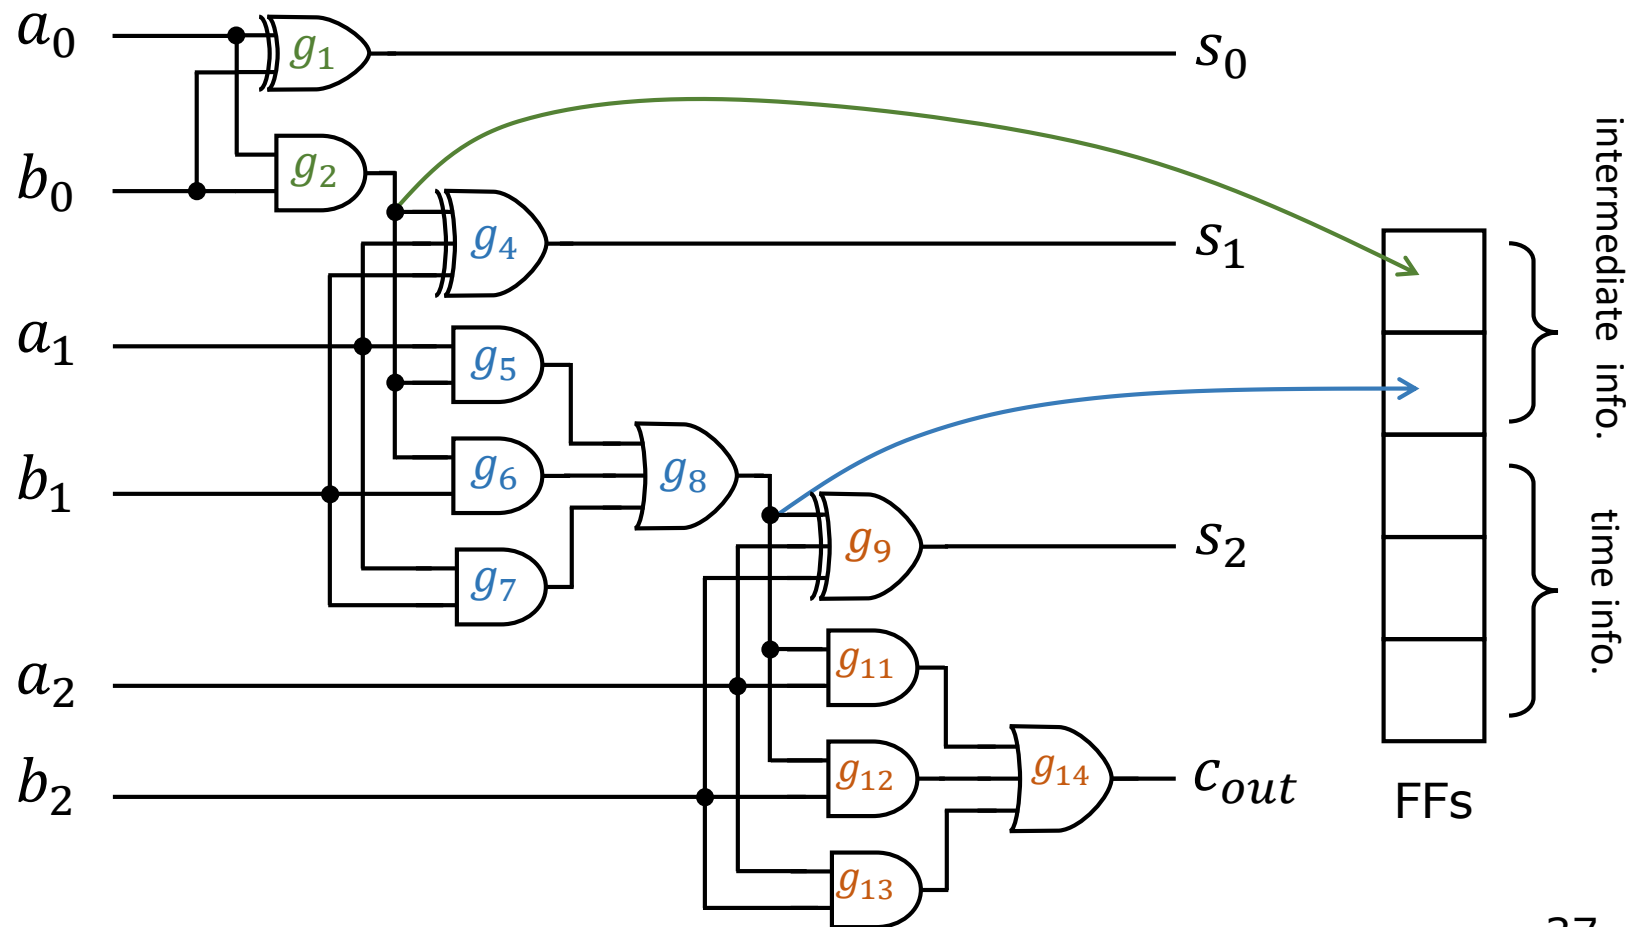 a₀
g₁
s₀
g₂
b₀
g₄
s₁
a₁
g₅
b₁
g₆
g₈
g₇
g₉
s₂
a₂
g₁₁
b₂
g₁₂
g₁₄
c_out
g₁₃
intermediate info.
time info.
FFs